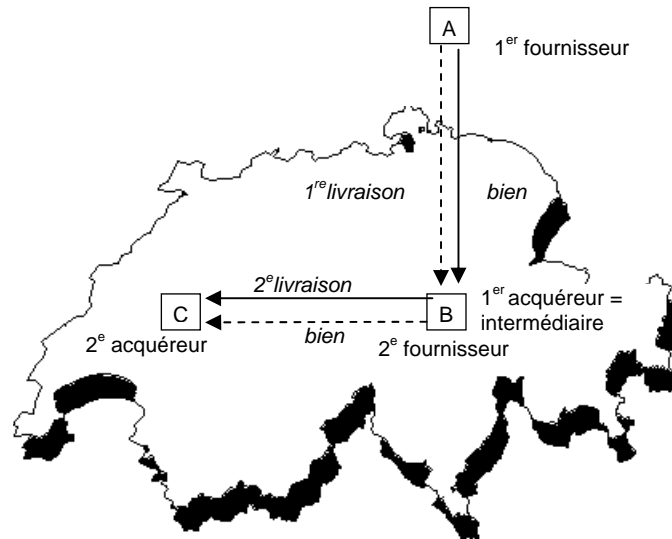 A
1er fournisseur
1re livraison
bien
2e livraison
C
B
1er acquéreur =
intermédiaire
bien
2e acquéreur
2e fournisseur